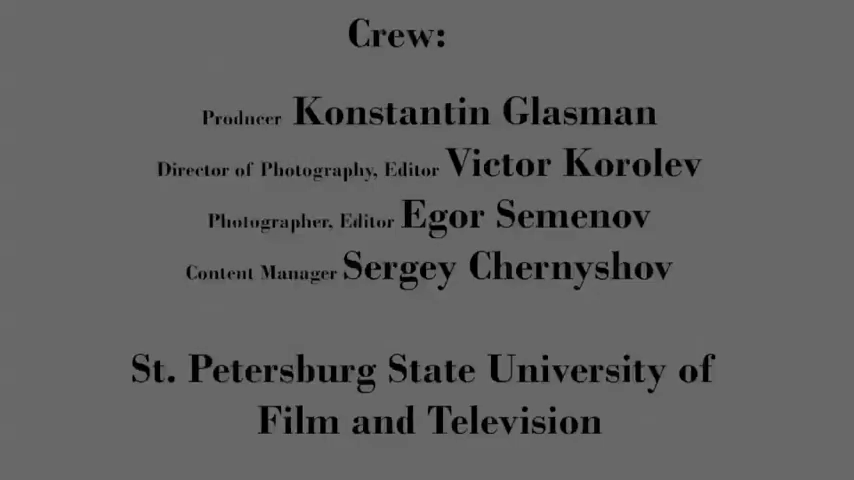 Crew:
Producer Konstantin Glasman
Director of Photography, Editor Victor Korolev
Photographer, Editor Egor Semenov
Content Manager Sergey Chernyshov
St. Petersburg State University of
Film and Television